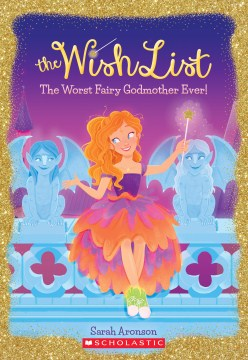 the Wish List
The Worst Fairy Godmother Ever!
Sarah Aronson
SCHOLASTIC